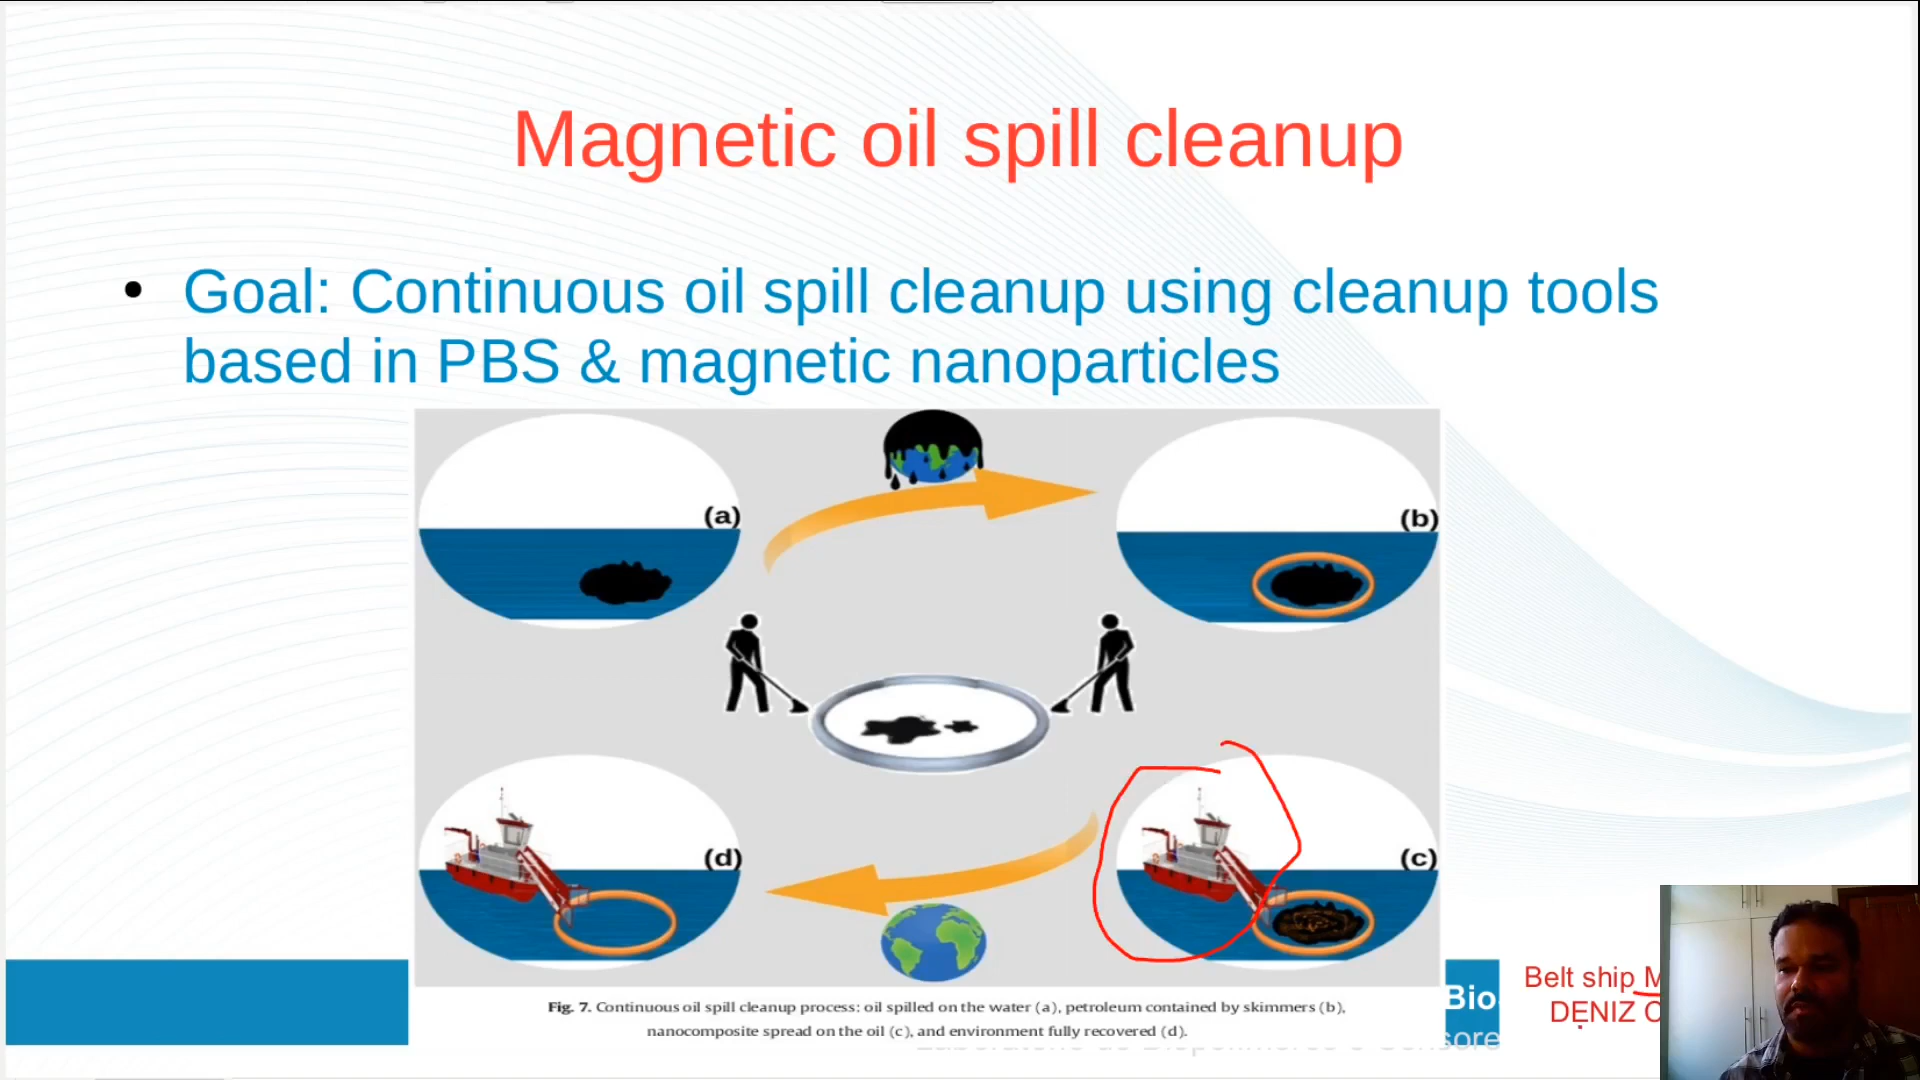 Magnetic oil spill cleanup
• Goal: Continuous oil spill cleanup using cleanup tools
based in PBS & magnetic nanoparticles
(a)
(b)
(d)
(c)
Fig. 7. Continuous oil spill cleanup process: oil spilled on the water (a), petroleum contained by skimmers (b),
nanocomposite spread on the oil (c), and environment fully recovered (d).
Bio
Belt ship M
DENIZ C